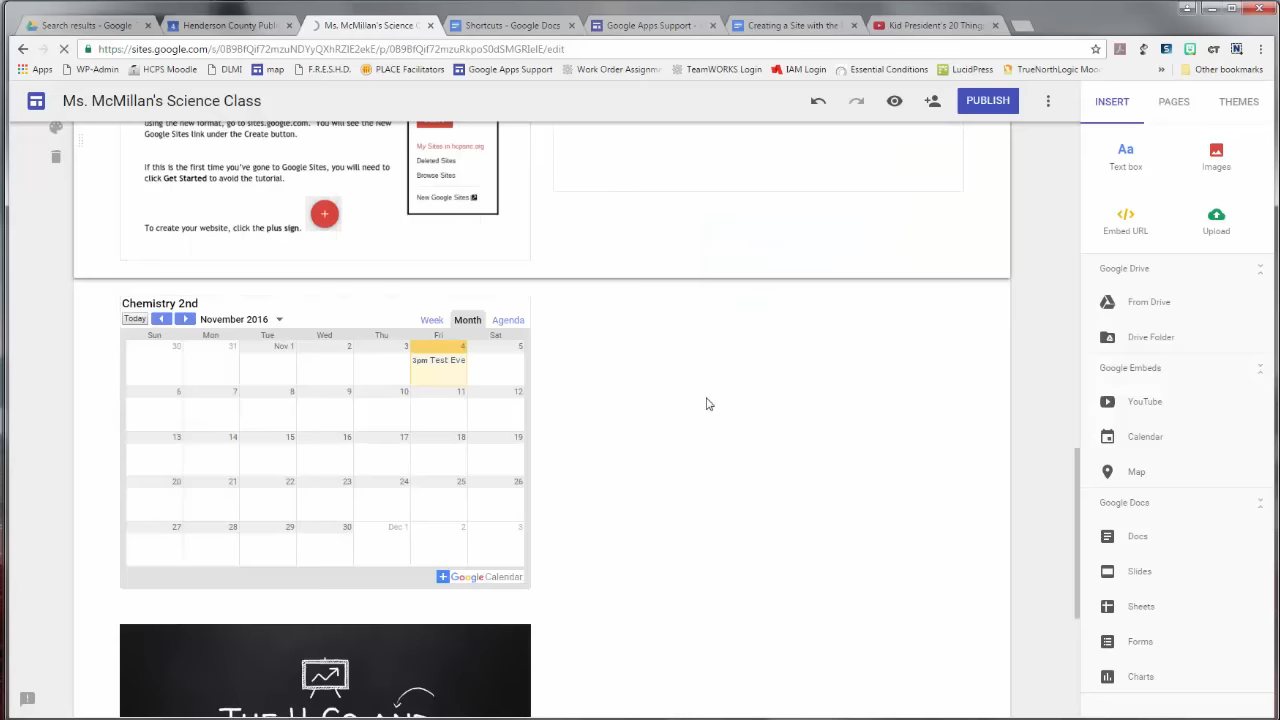 Search results - Google
Henderson County Publi
Ms. McMillan's Science C
Shortcuts - Google Docs
Google Apps Support -
Creating a Site with the
Kid President's 20 Thing
https://sites.google.com/s/0B9BfQif72mzuNDYyQXhRZlE2ekE/p/0B9BfQif72mzuRkpoS0dSMGRIelE/edit
Apps
WP-Admin
HCPS Moodle
DLMI
map
F.R.E.S.H.D.
PLACE Facilitators
Google Apps Support
Work Order Assignme
TeamWORKS Login
IAM Login
Essential Conditions
LucidPress
TrueNorthLogic Moo
»
Other bookmarks
Ms. McMillan's Science Class
PUBLISH
INSERT
PAGES
THEMES
using the new format, go to sites.google.com. You will see the New
Google Sites link under the Create button.
If this is the first time you've gone to Google Sites, you will need to
click Get Started to avoid the tutorial.
To create your website, click the plus sign.
My Sites in hcpsnc.org
Deleted Sites
Browse Sites
New Google Sites
Chemistry 2nd
Today
November 2016
Week
Month
Agenda
Sun Mon Tue Wed Thu Fri Sat
30 31 Nov 1 2 3 4 5
3pm Test Eve
6 7 8 9 10 11 12
13 14 15 16 17 18 19
20 21 22 23 24 25 26
27 28 29 30 Dec 1 2 3
GoogleCalendar
Aa
Text box
Images
Embed URL
Upload
Google Drive
From Drive
Drive Folder
Google Embeds
YouTube
Calendar
Map
Google Docs
Docs
Slides
Sheets
Forms
Charts